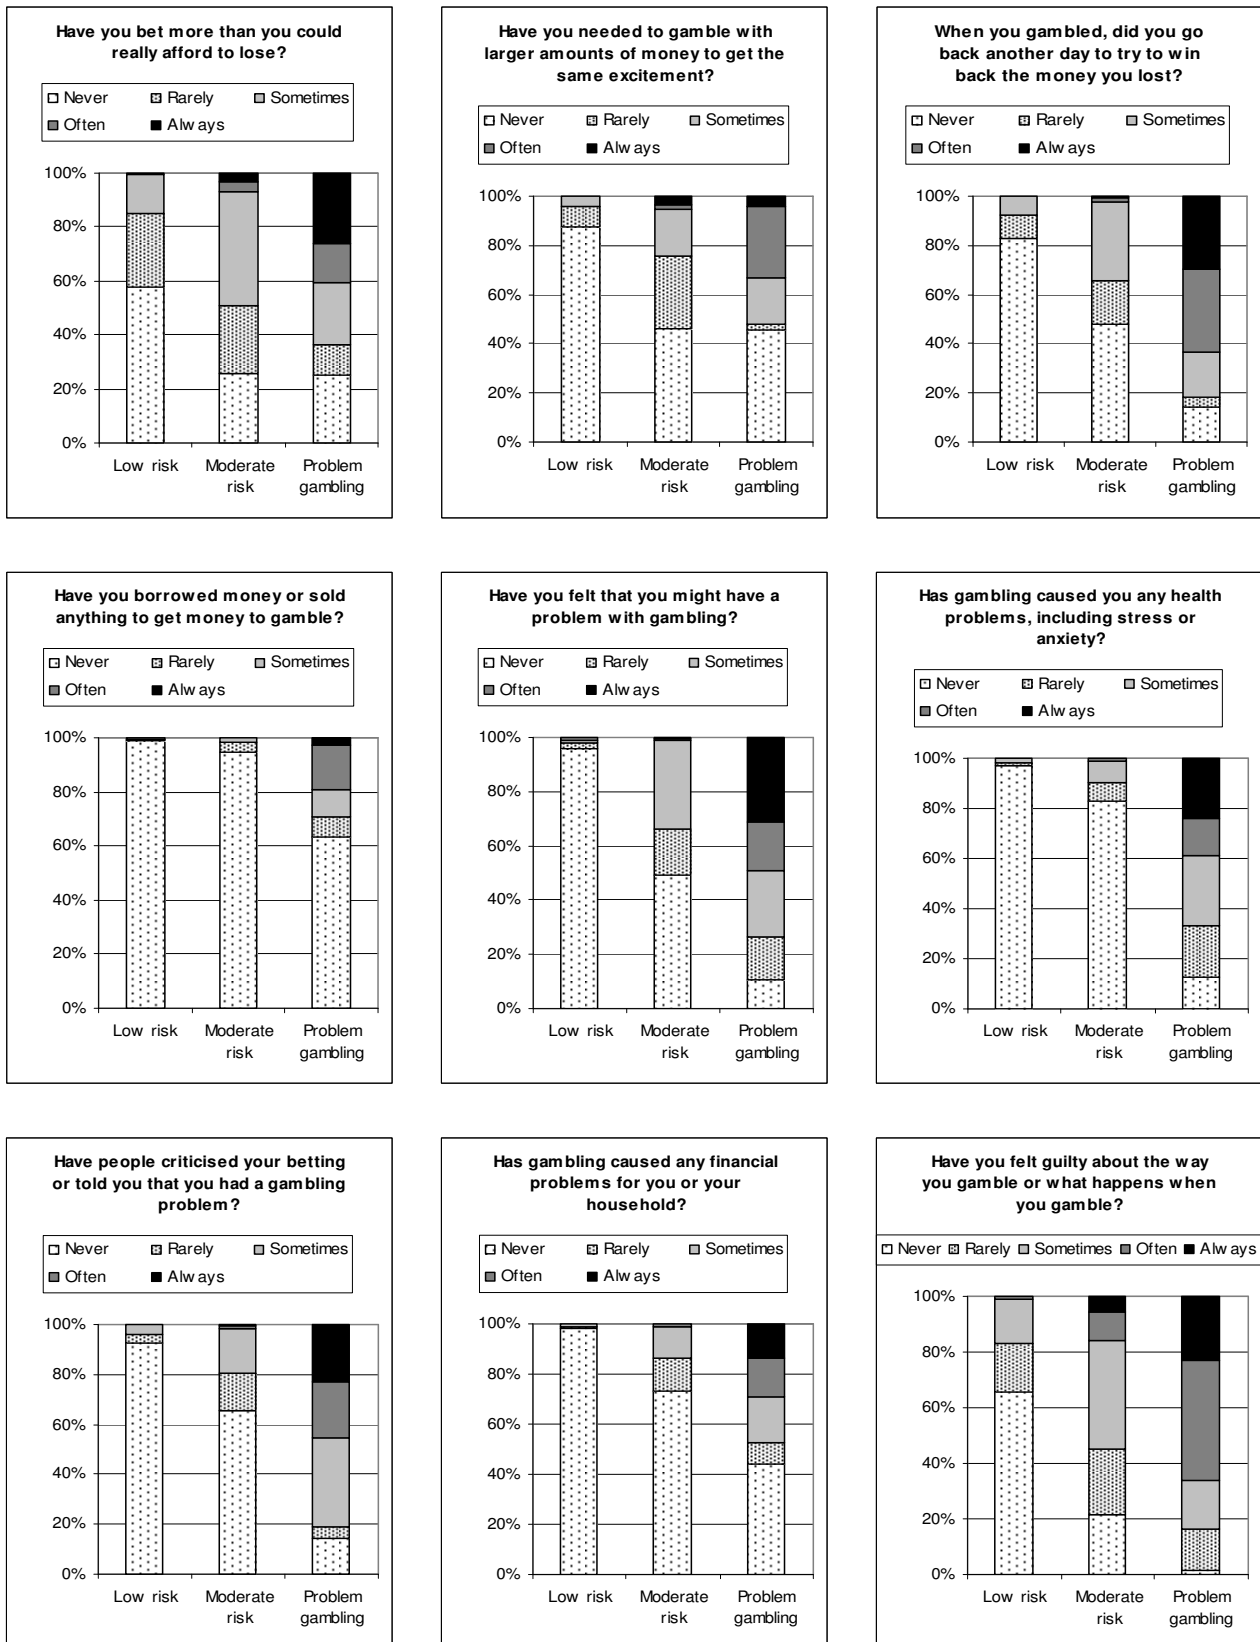 Have you bet more than you could
really afford to lose?
Never Rarely Sometimes
Often Always
100%
80%
60%
40%
20%
0%
Low risk Moderate Problem
risk gambling
Have you needed to gamble with
larger amounts of money to get the
same excitement?
Never Rarely Sometimes
Often Always
100%
80%
60%
40%
20%
0%
Low risk Moderate Problem
risk gambling
When you gambled, did you go
back another day to try to win
back the money you lost?
Never Rarely Sometimes
Often Always
100%
80%
60%
40%
20%
0%
Low risk Moderate Problem
risk gambling
Have you borrowed money or sold
anything to get money to gamble?
Never Rarely Sometimes
Often Always
100%
80%
60%
40%
20%
0%
Low risk Moderate Problem
risk gambling
Have you felt that you might have a
problem with gambling?
Never Rarely Sometimes
Often Always
100%
80%
60%
40%
20%
0%
Low risk Moderate Problem
risk gambling
Has gambling caused you any health
problems, including stress or
anxiety?
Never Rarely Sometimes
Often Always
100%
80%
60%
40%
20%
0%
Low risk Moderate Problem
risk gambling
Have people criticised your betting
or told you that you had a gambling
problem?
Never Rarely Sometimes
Often Always
100%
80%
60%
40%
20%
0%
Low risk Moderate Problem
risk gambling
Has gambling caused any financial
problems for you or your
household?
Never Rarely Sometimes
Often Always
100%
80%
60%
40%
20%
0%
Low risk Moderate Problem
risk gambling
Have you felt guilty about the way
you gamble or what happens when
you gamble?
Never Rarely Sometimes Often Always
100%
80%
60%
40%
20%
0%
Low risk Moderate Problem
risk gambling